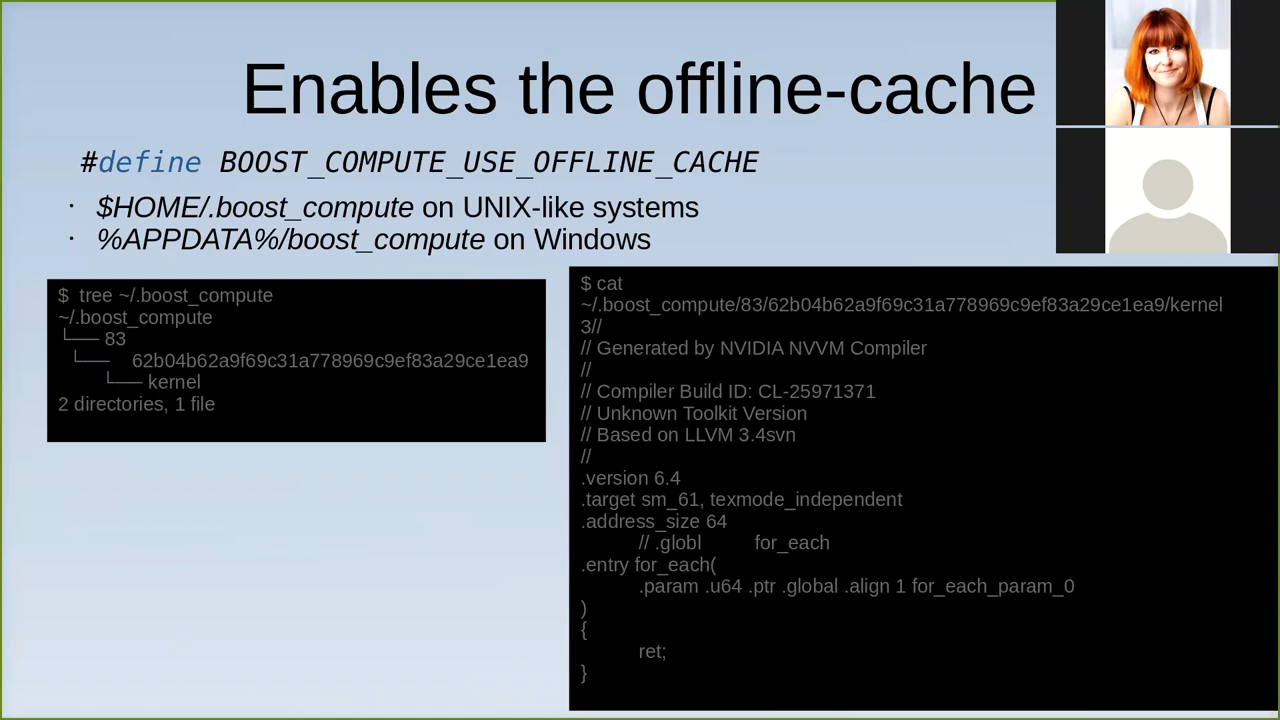 Enables the offline-cache
#define BOOST_COMPUTE_USE_OFFLINE_CACHE
· $HOME/.boost_compute on UNIX-like systems
· %APPDATA%/boost_compute on Windows
$ tree ~/.boost_compute
~/.boost_compute
└── 83
└── 62b04b62a9f69c31a778969c9ef83a29ce1ea9
└── kernel
2 directories, 1 file
$ cat
~/.boost_compute/83/62b04b62a9f69c31a778969c9ef83a29ce1ea9/kernel
3//
// Generated by NVIDIA NVVM Compiler
//
// Compiler Build ID: CL-25971371
// Unknown Toolkit Version
// Based on LLVM 3.4svn
//
.version 6.4
.target sm_61, texmode_independent
.address_size 64
// .globl for_each
.entry for_each(
.param .u64 .ptr .global .align 1 for_each_param_0
)
{
ret;
}